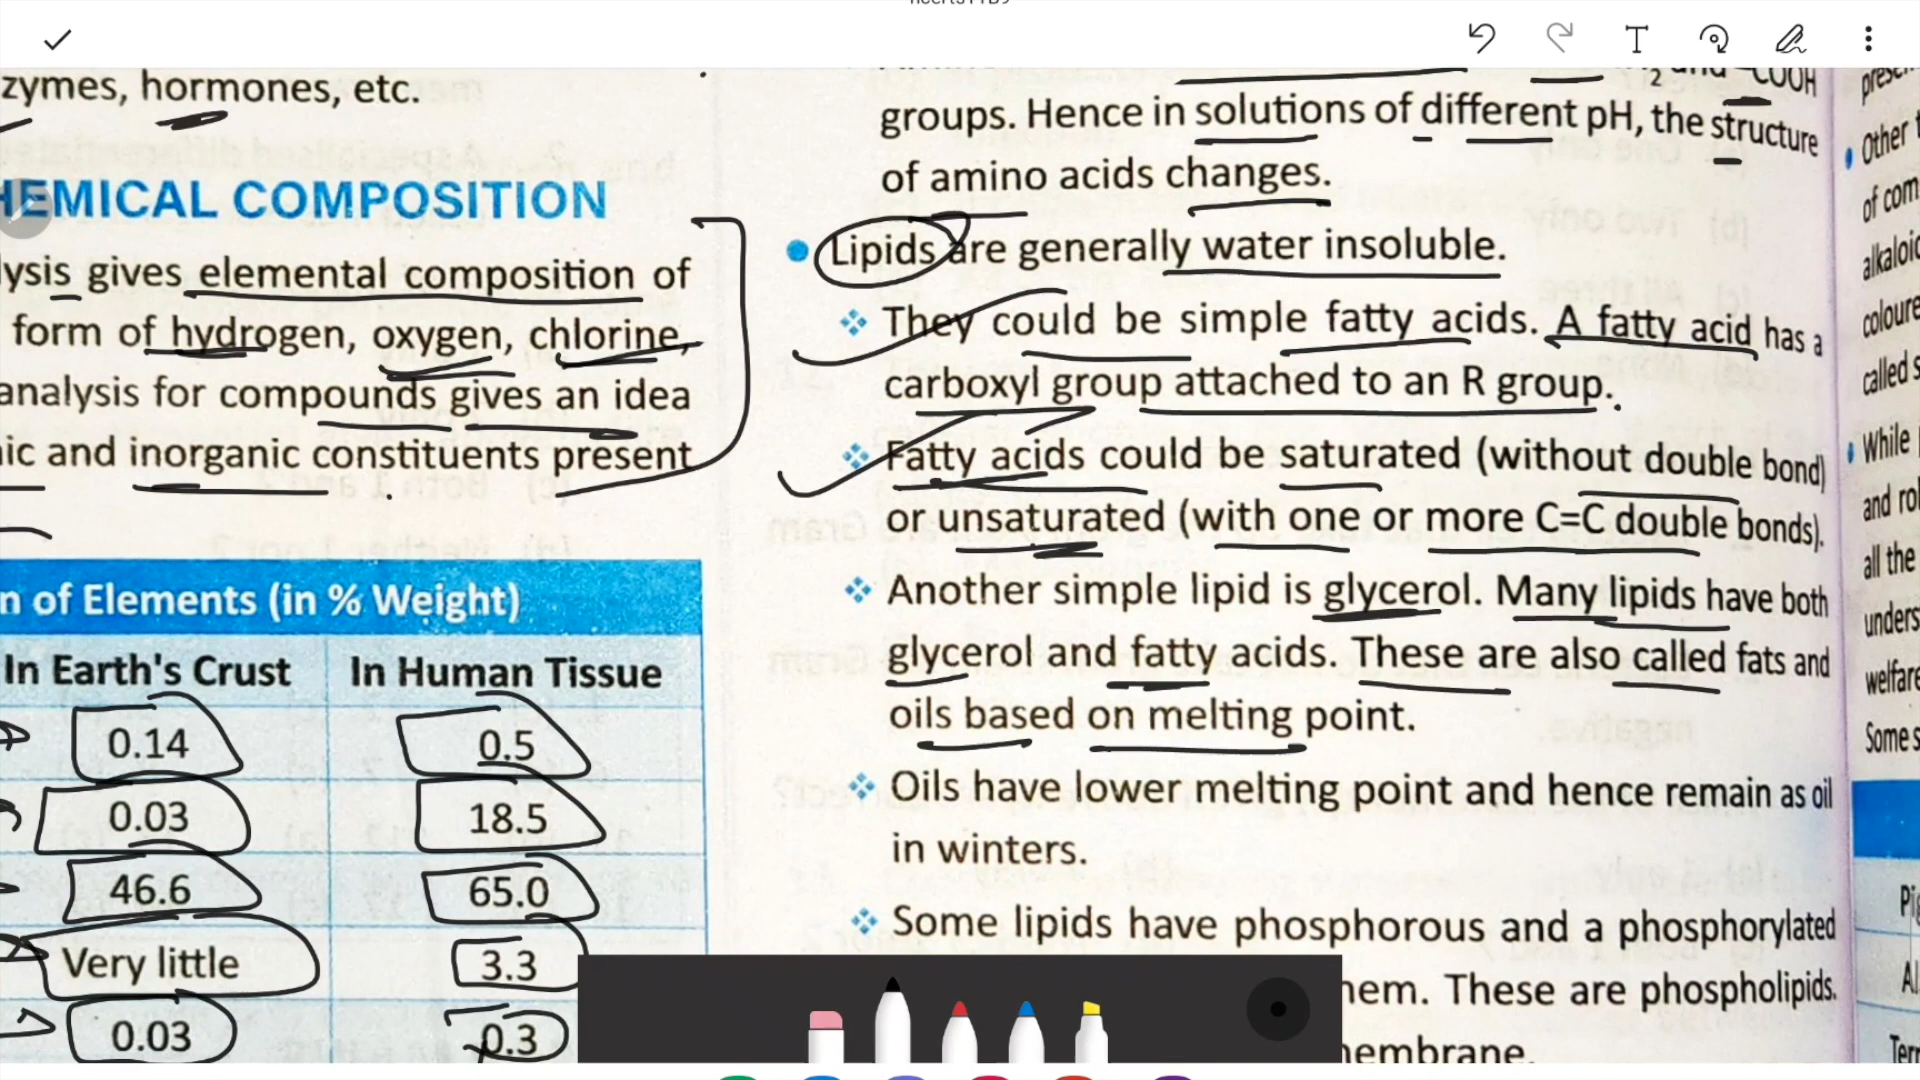 zymes, hormones, etc.
HEMICAL COMPOSITION
lysis gives elemental composition of
form of hydrogen, oxygen, chlorine,
analysis for compounds gives an idea
ic and inorganic constituents present
n of Elements (in % Weight)
In Earth's Crust In Human Tissue
0.14 0.5
0.03 18.5
46.6 65.0
Very little 3.3
0.03 0.3
groups. Hence in solutions of different pH, the structure
of amino acids changes.
Lipids are generally water insoluble.
They could be simple fatty acids. A fatty acid has a
carboxyl group attached to an R group.
Fatty acids could be saturated (without double bond)
or unsaturated (with one or more C=C double bonds).
Another simple lipid is glycerol. Many lipids have both
glycerol and fatty acids. These are also called fats and
oils based on melting point.
Oils have lower melting point and hence remain as oil
in winters.
Some lipids have phosphorous and a phosphorylated
hem. These are phospholipids.
embrane.
Other
of com
alkaloid
coloure
called s
While
and rol
all the
unders
welfare
Some s